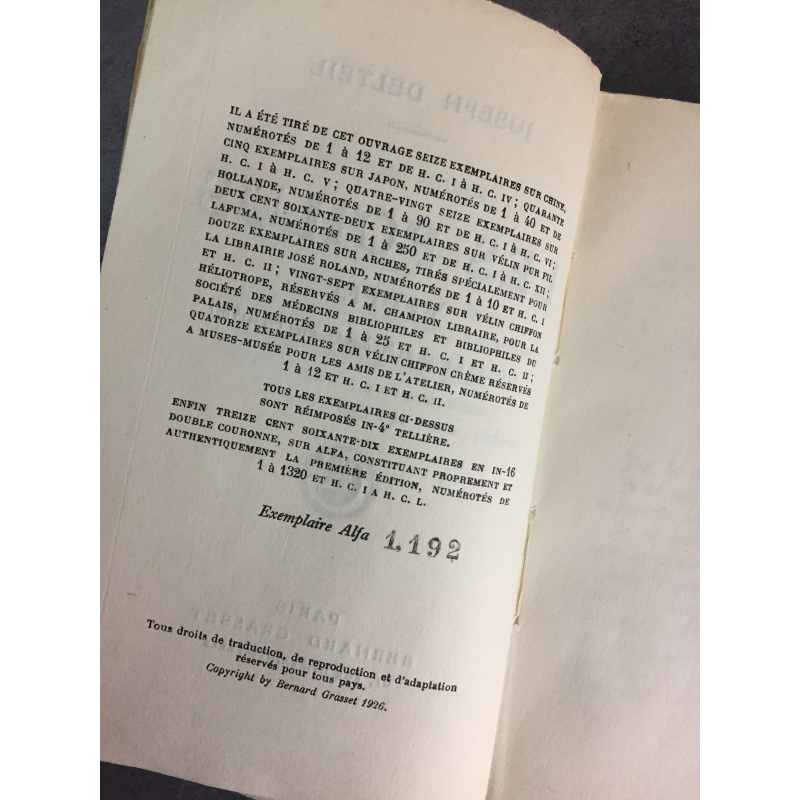 IL A ÉTÉ TIRÉ DE CET OUVRAGE SEIZE EXEMPLAIRES SUR CHINE,
NUMÉROTÉS DE 1 à 12 ET DE H. C. I à H. C. IV ; QUARANTE
CINQ EXEMPLAIRES SUR JAPON, NUMÉROTÉS DE 1 à 40 ET DE
H. C. I à H. C. V ; QUATRE-VINGT SEIZE EXEMPLAIRES SUR
HOLLANDE, NUMÉROTÉS DE 1 à 90 ET DE H. C. I à H. C. VI ;
DEUX CENT SOIXANTE-DEUX EXEMPLAIRES SUR VÉLIN PUR FIL
LAFUMA, NUMÉROTÉS DE 1 à 250 ET DE H. C. I à H. C. XII ;
DOUZE EXEMPLAIRES SUR ARCHES, TIRÉS SPÉCIALEMENT POUR
LA LIBRAIRIE JOSÉ ROLAND, NUMÉROTÉS DE 1 à 10 ET H. C. I
ET H. C. II ; VINGT-SEPT EXEMPLAIRES SUR VÉLIN CHIFFON
HÉLIOTROPE, RÉSERVÉS A M. CHAMPION LIBRAIRE, POUR LA
SOCIÉTÉ DES MÉDECINS BIBLIOPHILES ET BIBLIOPHILES DU
PALAIS, NUMÉROTÉS DE 1 à 25 ET H. C. I ET H. C. II ;
QUATORZE EXEMPLAIRES SUR VÉLIN CHIFFON CRÈME RÉSERVÉS
A MUSES-MUSÉE POUR LES AMIS DE L'ATELIER, NUMÉROTÉS DE
1 à 12 ET H. C. I ET H. C. II.
TOUS LES EXEMPLAIRES CI-DESSUS
SONT RÉIMPOSÉS IN-4° TELLIÈRE.
ENFIN TREIZE CENT SOIXANTE-DIX EXEMPLAIRES EN IN-16
DOUBLE COURONNE, SUR ALFA, CONSTITUANT PROPREMENT ET
AUTHENTIQUEMENT LA PREMIÈRE ÉDITION, NUMÉROTÉS DE
1 à 1320 ET H. C. I A H. C. L.
Exemplaire Alfa 1.192
Tous droits de traduction, de reproduction et d'adaptation
réservés pour tous pays.
Copyright by Bernard Grasset 1926.